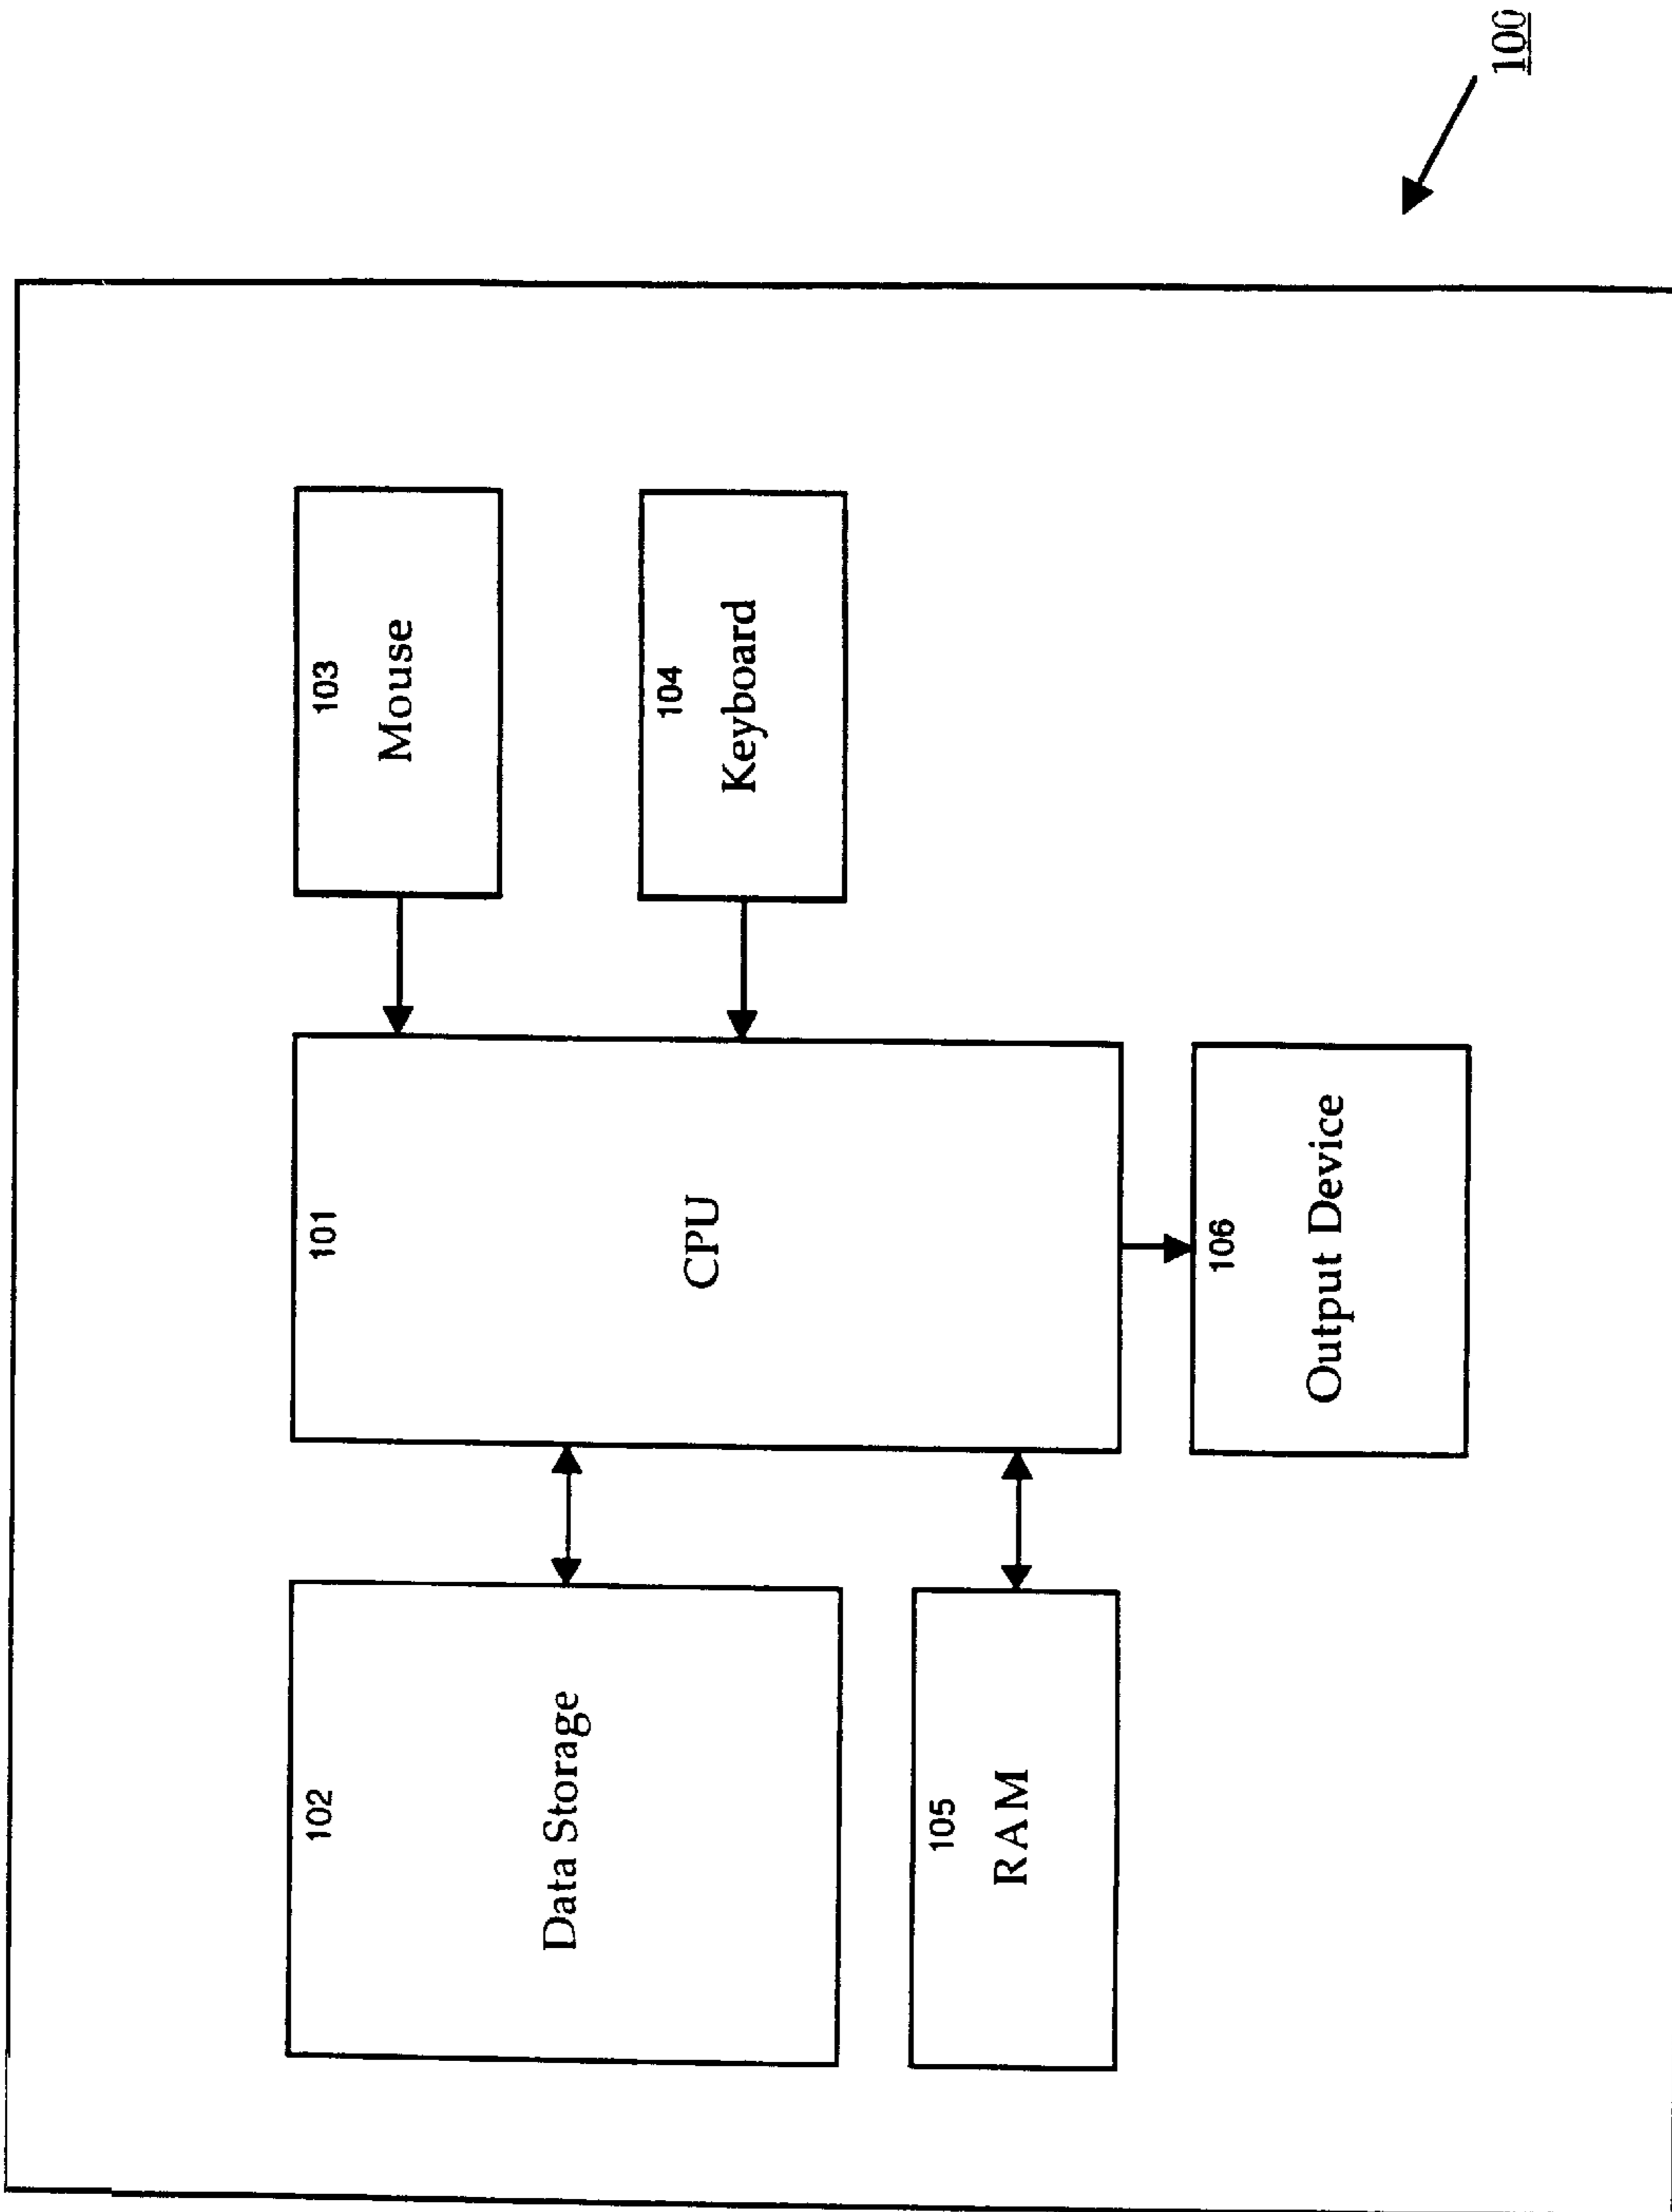 102
Data Storage
101
CPU
103
Mouse
104
Keyboard
105
RAM
106
Output Device
100